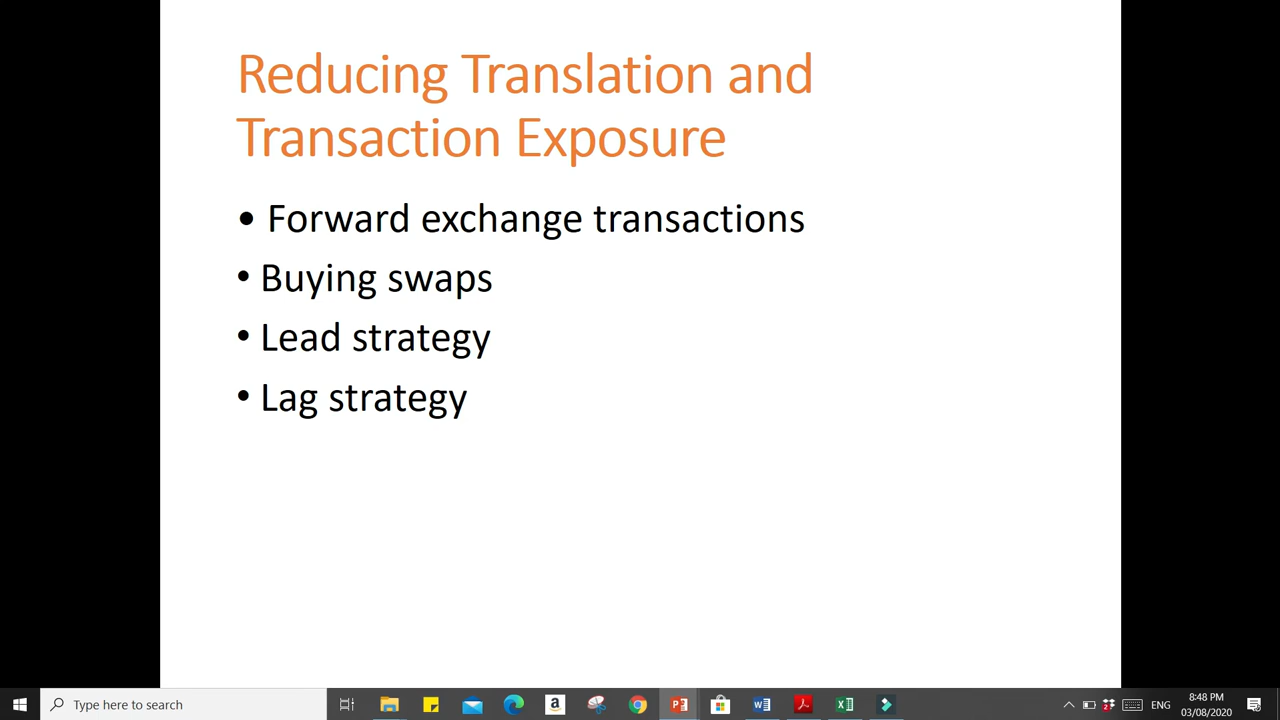 Reducing Translation and
Transaction Exposure
• Forward exchange transactions
• Buying swaps
• Lead strategy
• Lag strategy
Type here to search
ENG
8:48 PM
03/08/2020